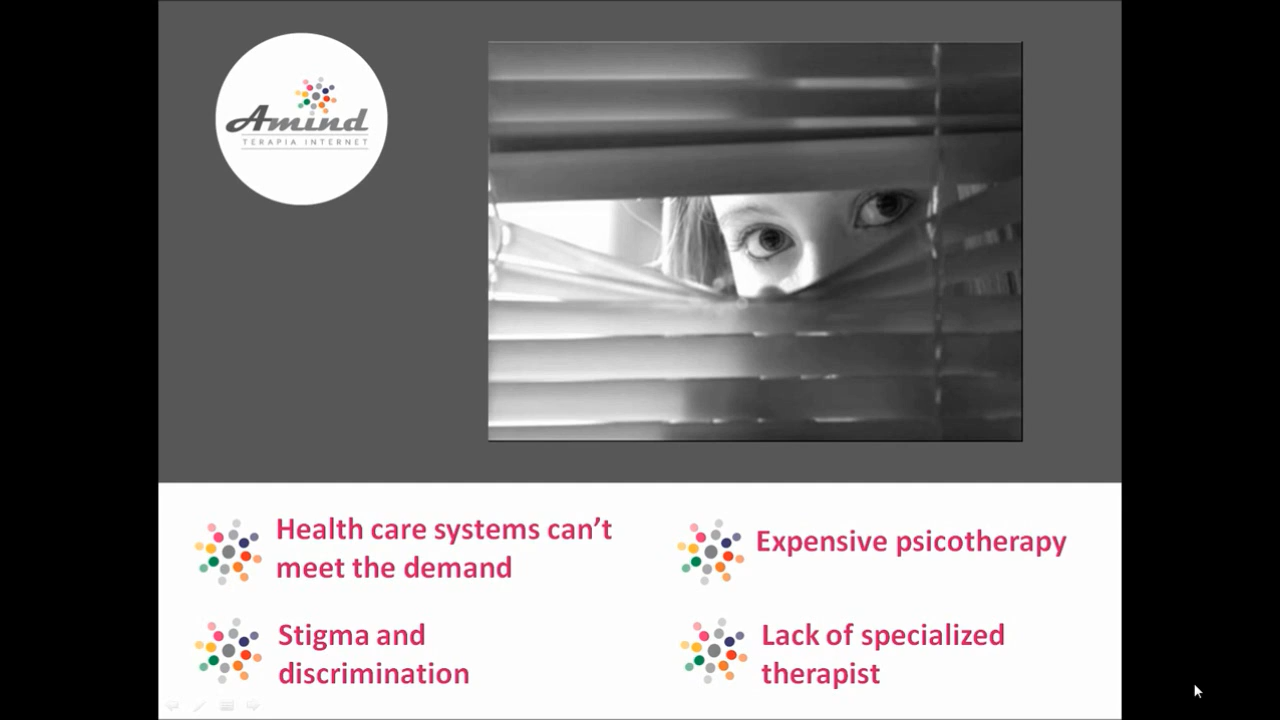 Amind
TERAPIA INTERNET
Health care systems can’t
meet the demand
Expensive psicotherapy
Stigma and
discrimination
Lack of specialized
therapist